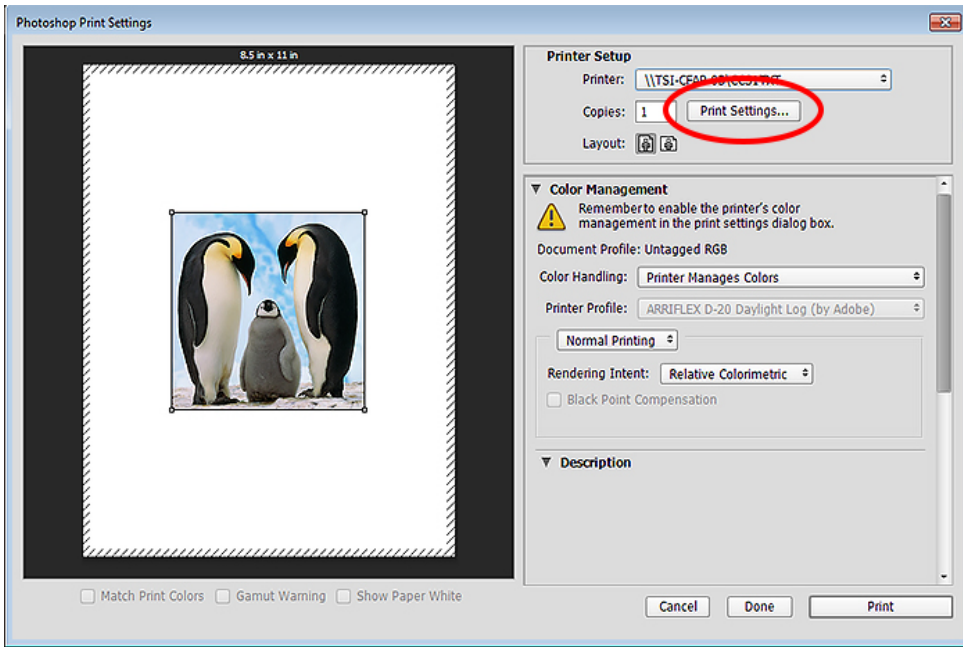 Photoshop Print Settings
8.5 in x 11 in
Printer Setup
Printer:
Copies: 1 Print Settings...
Layout:
Color Management
Remember to enable the printer's color
management in the print settings dialog box.
Document Profile: Untagged RGB
Color Handling: Printer Manages Colors
Printer Profile: ARRIFLEX D-20 Daylight Log (by Adobe)
Normal Printing
Rendering Intent: Relative Colorimetric
Black Point Compensation
Description
Match Print Colors Gamut Warning Show Paper White
Cancel Done Print